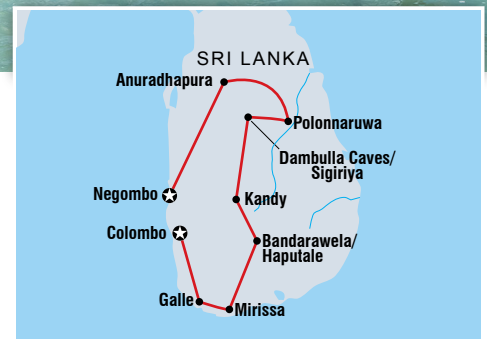 SRI LANKA
Anuradhapura
Polonnaruwa
Dambulla Caves/
Sigiriya
Negombo
Kandy
Colombo
Bandarawela/
Haputale
Galle
Mirissa